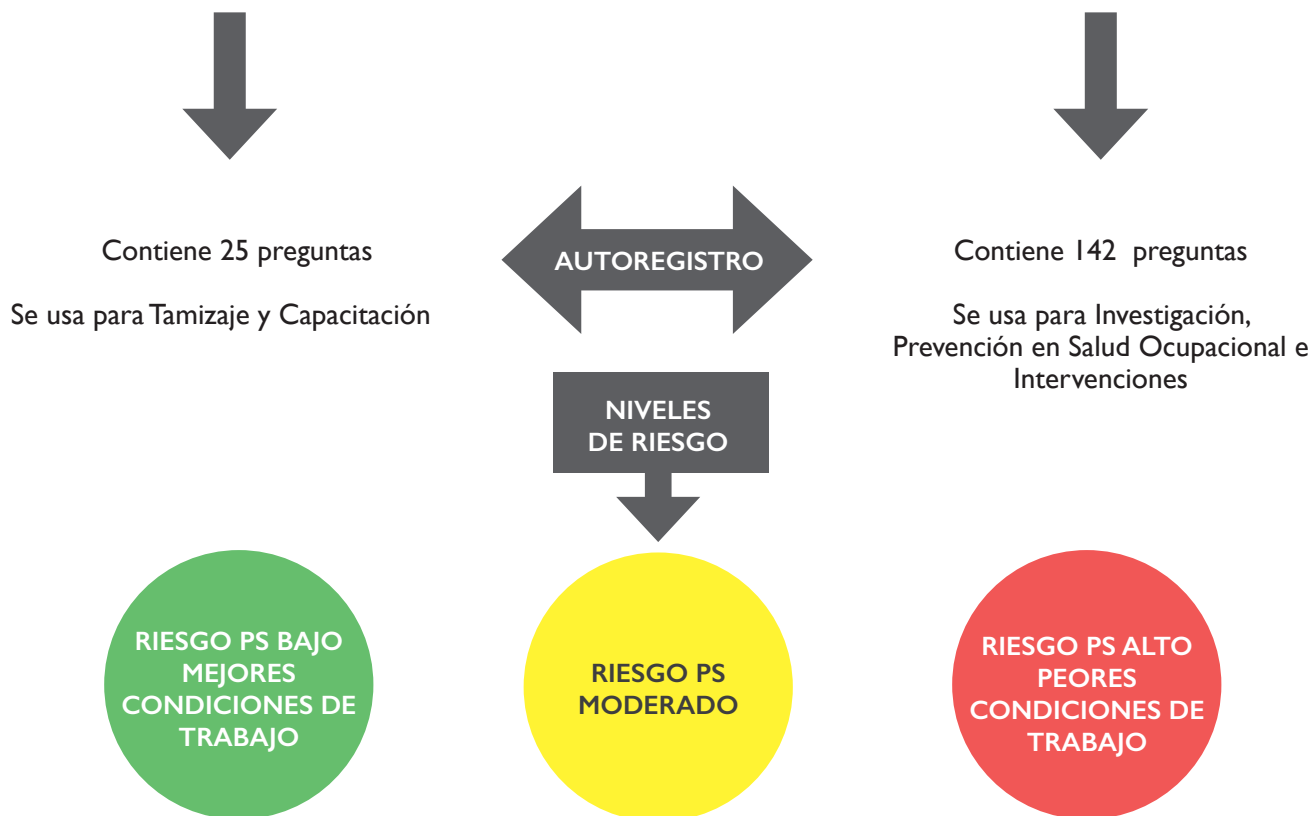 Contiene 25 preguntas
Se usa para Tamizaje y Capacitación
AUTOREGISTRO
Contiene 142 preguntas
Se usa para Investigación,
Prevención en Salud Ocupacional e
Intervenciones
NIVELES
DE RIESGO
RIESGO PS BAJO
MEJORES
CONDICIONES DE
TRABAJO
RIESGO PS
MODERADO
RIESGO PS ALTO
PEORES
CONDICIONES DE
TRABAJO